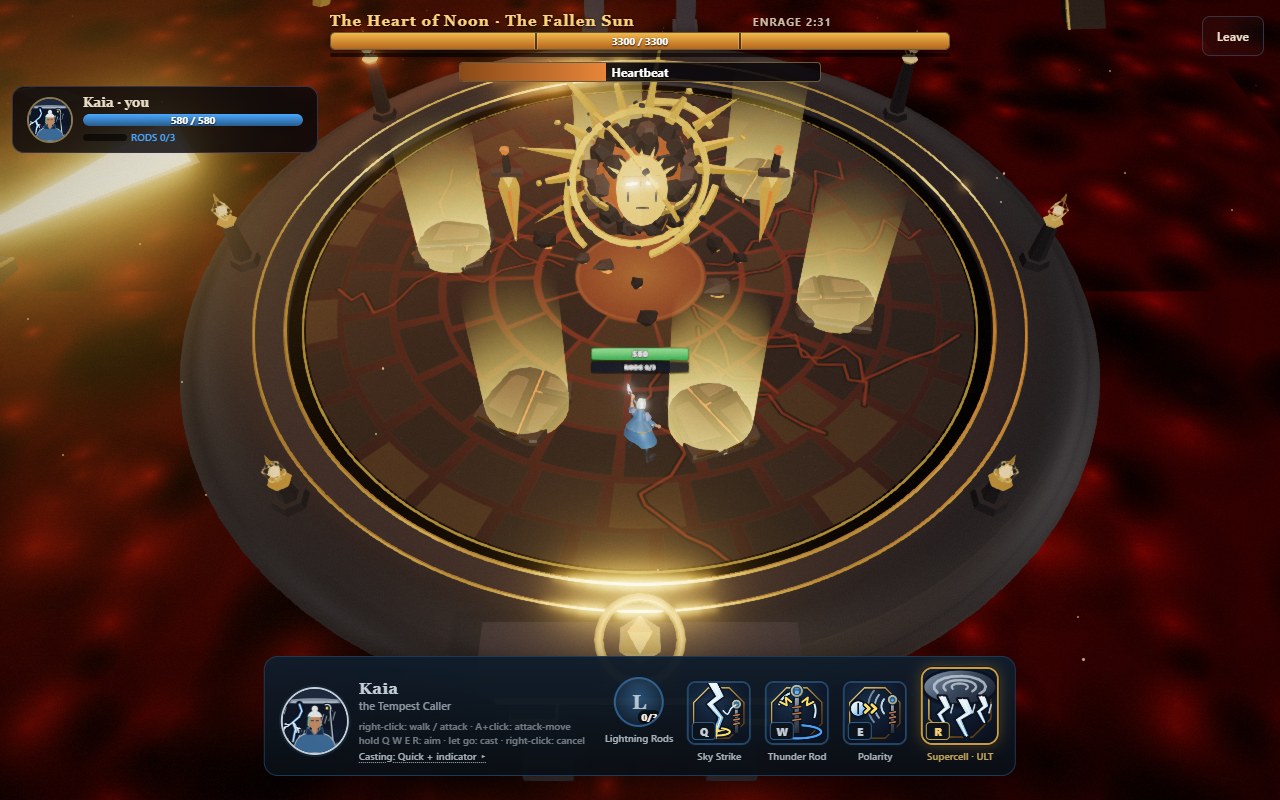 The Heart of Noon · The Fallen Sun
ENRAGE 2:31
3300 / 3300
Heartbeat
Leave
Kaia · you
580 / 580
RODS 0/3
580
RODS 0/3
Kaia
the Tempest Caller
right-click: walk / attack · A+click: attack-move
hold Q W E R: aim · let go: cast · right-click: cancel
Casting: Quick + indicator
L
0/3
Lightning Rods
Q
Sky Strike
W
Thunder Rod
E
Polarity
R
Supercell · ULT